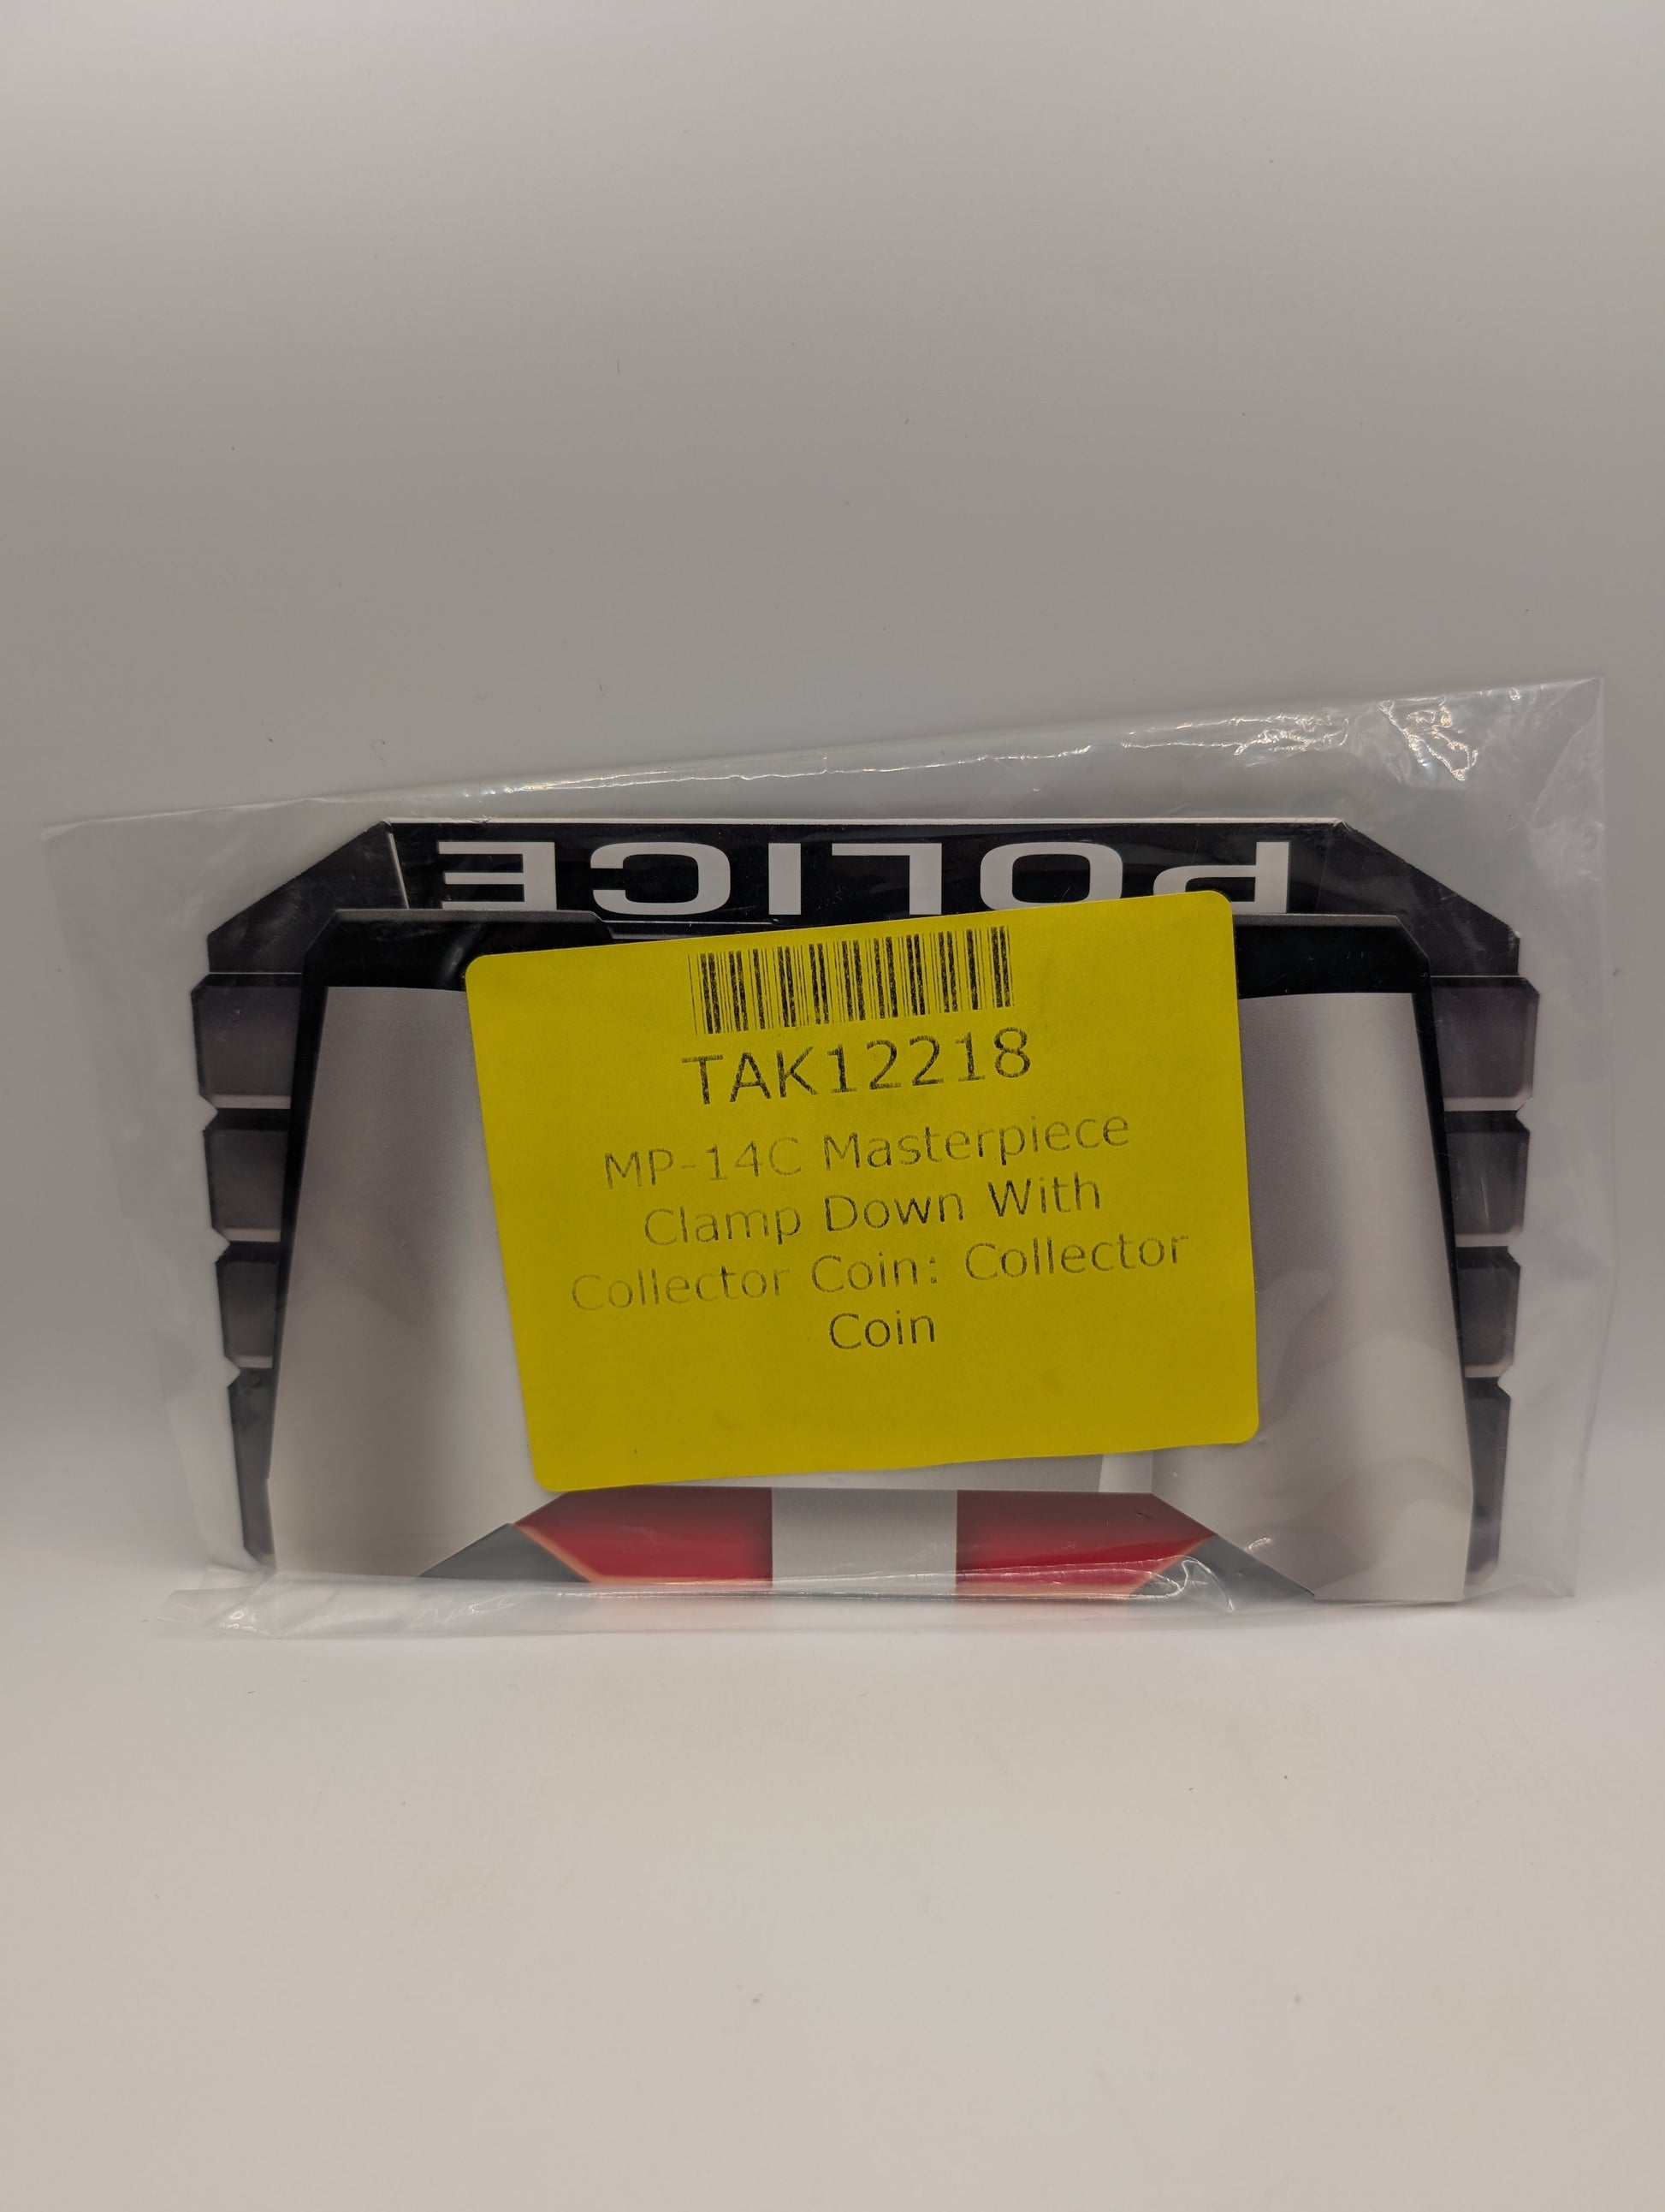 POLICE
TAK12218
MP-14C Masterpiece
Clamp Down With
Collector Coin: Collector
Coin